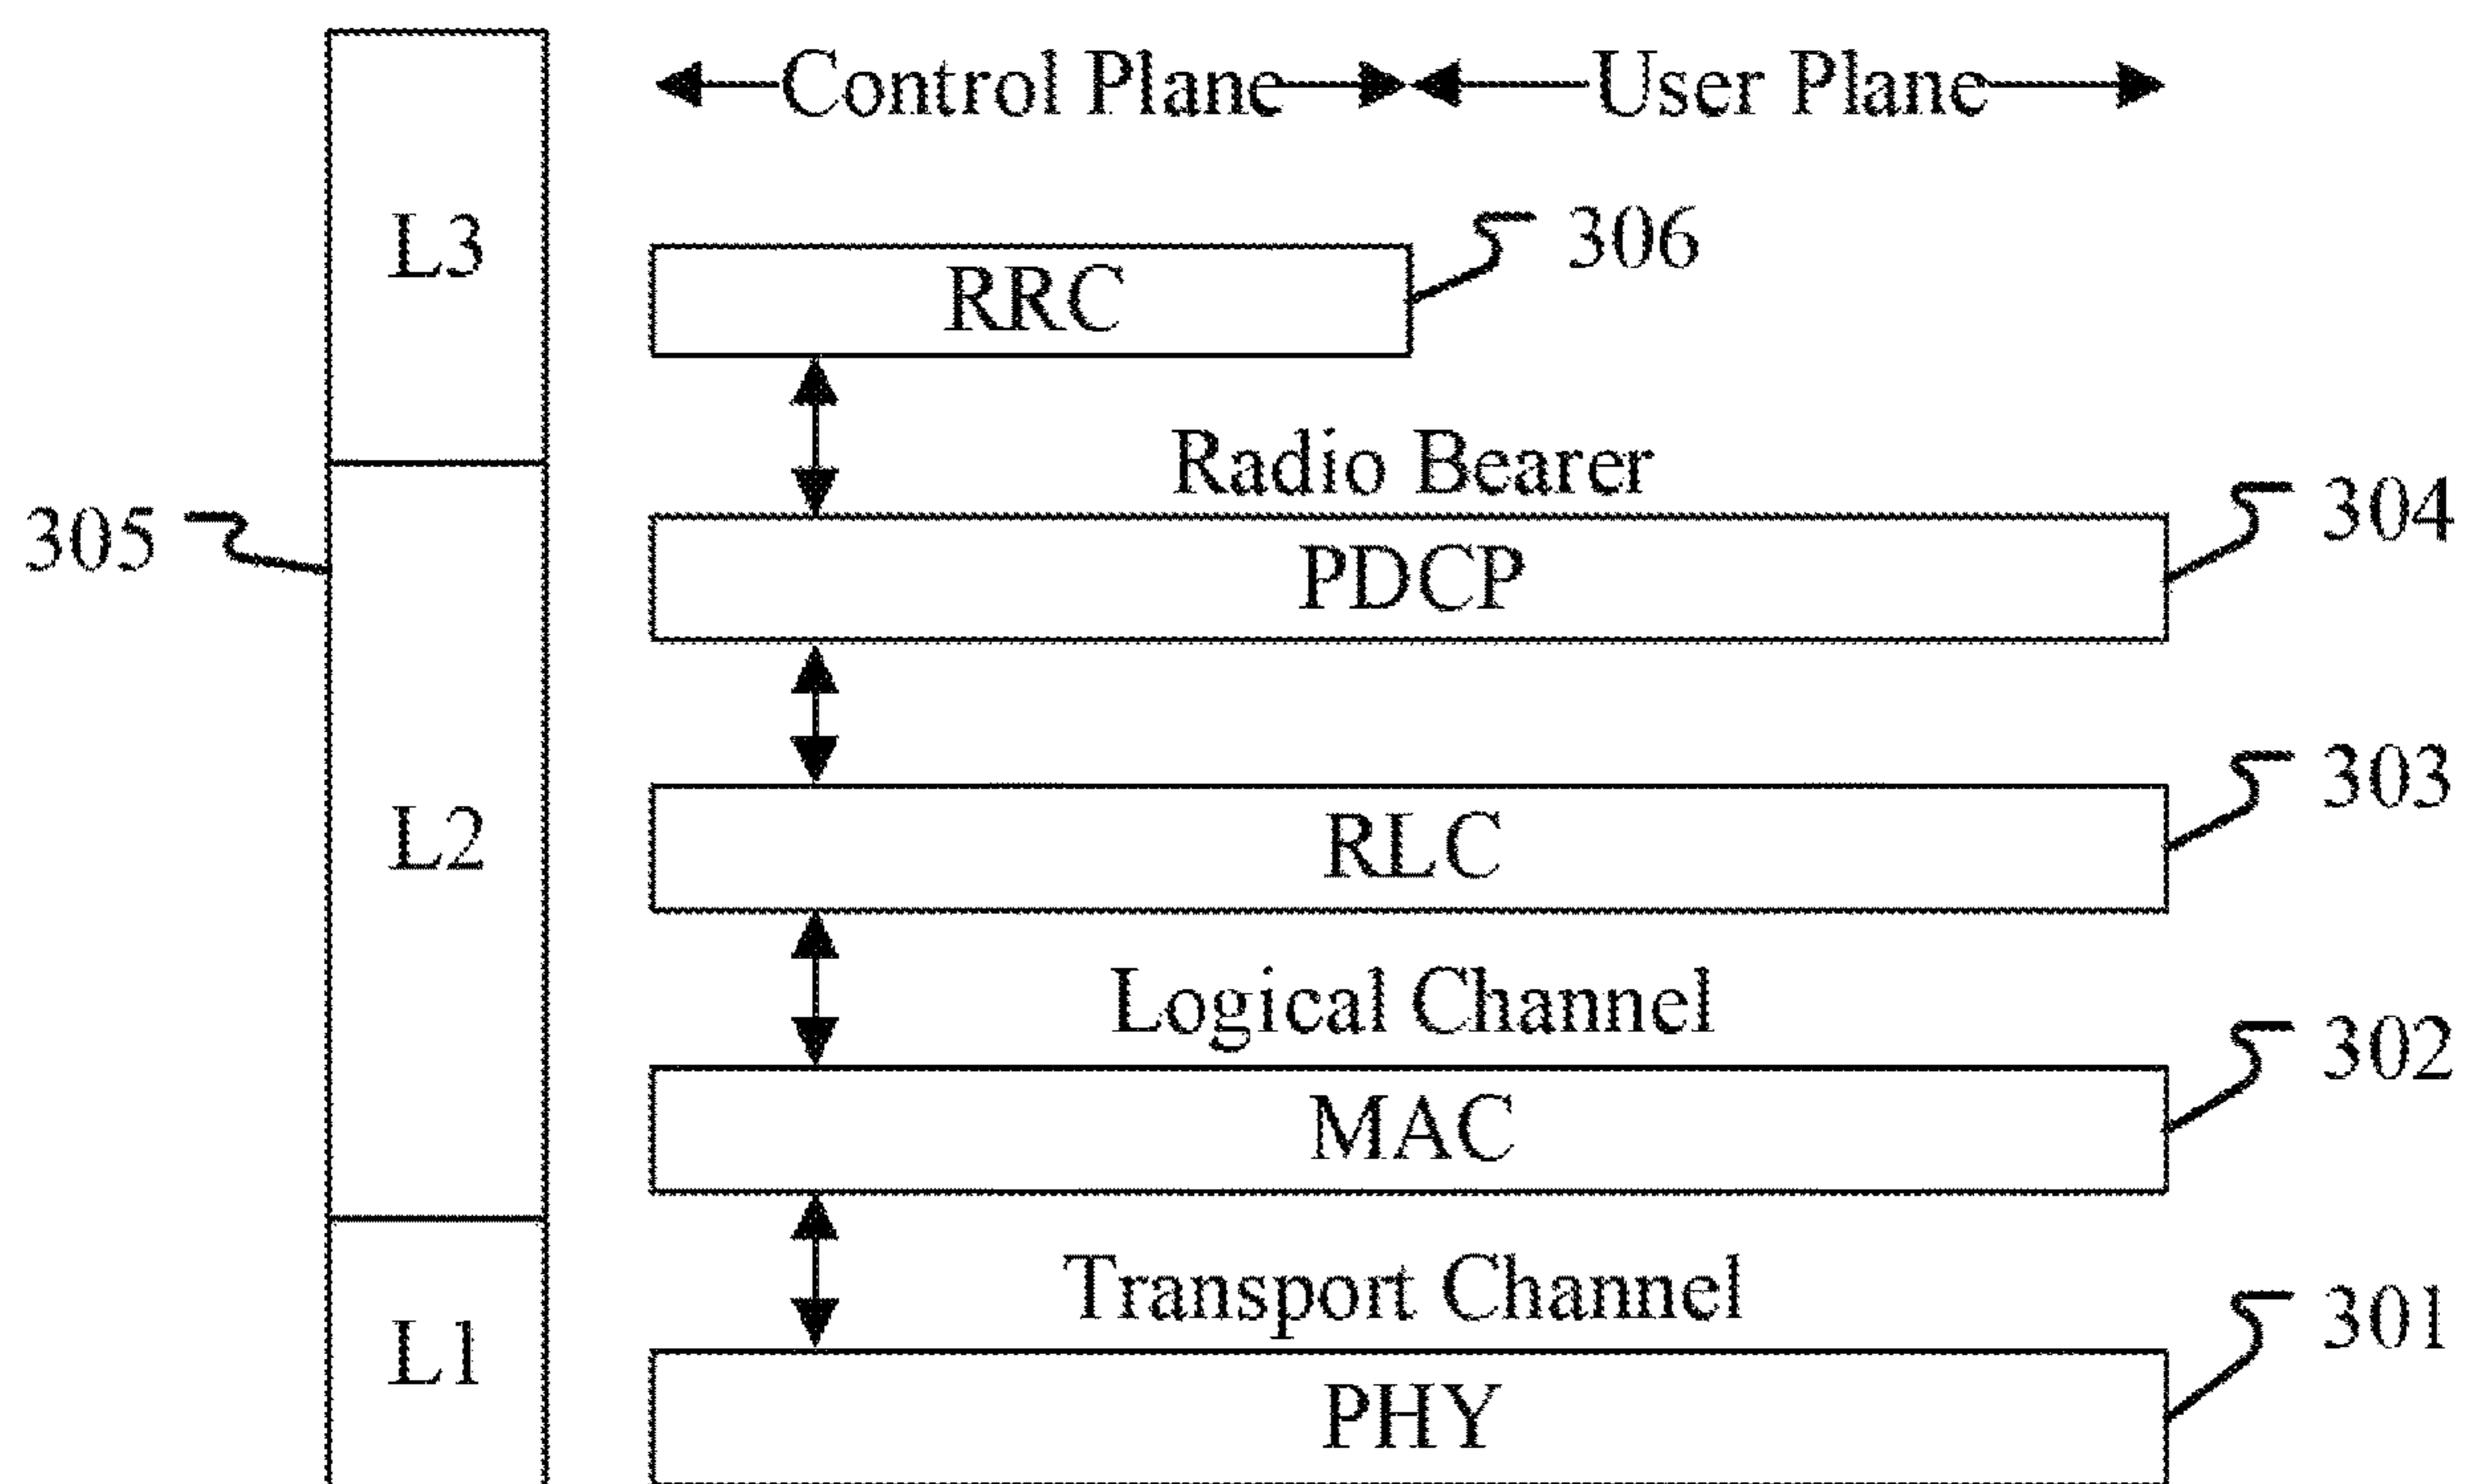 Control Plane User Plane
L3
RRC 306
Radio Bearer
305 PDCP 304
L2 RLC 303
Logical Channel
MAC 302
Transport Channel
L1 PHY 301